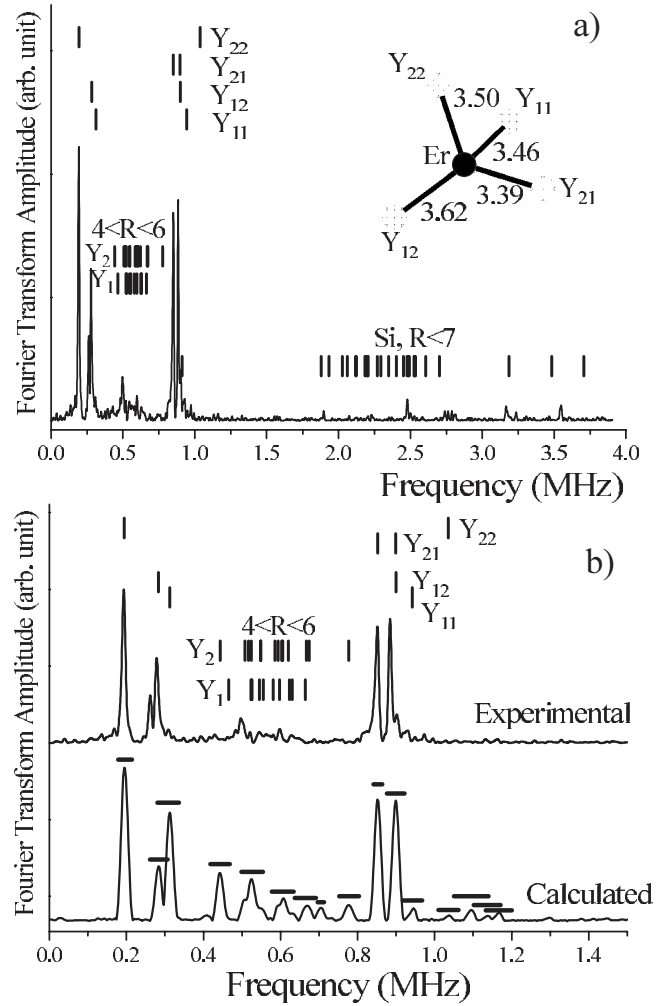 a)
Y22
Y21
Y12
Y11
Y22
Y11
3.50
Er
3.46
3.39
Y21
3.62
Y12
4<R<6
Y2
Y1
Si, R<7
Fourier Transform Amplitude (arb. unit)
0.0 0.5 1.0 1.5 2.0 2.5 3.0 3.5 4.0
Frequency (MHz)
b)
Y22
Y21
Y12
Y11
4<R<6
Y2
Y1
Experimental
Calculated
Fourier Transform Amplitude (arb. unit)
0.0 0.2 0.4 0.6 0.8 1.0 1.2 1.4
Frequency (MHz)